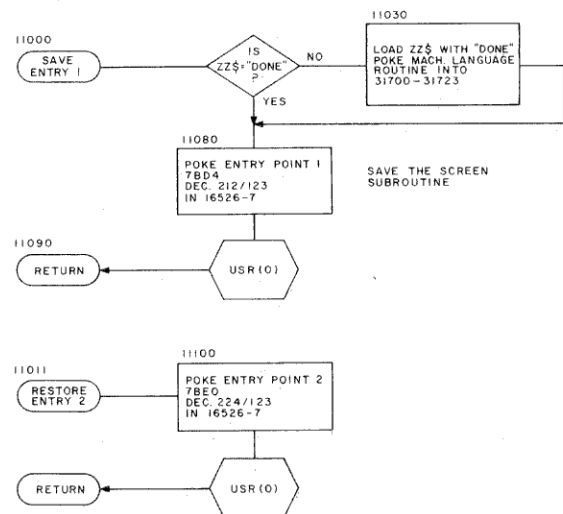 11000
SAVE
ENTRY 1
IS
ZZ$="DONE"
?
NO
YES
11030
LOAD ZZ$ WITH "DONE"
POKE MACH. LANGUAGE
ROUTINE INTO
31700-31723
11080
POKE ENTRY POINT 1
7BD4
DEC. 212/123
IN 16526-7
SAVE THE SCREEN
SUBROUTINE
11090
RETURN
USR(0)
11011
RESTORE
ENTRY 2
11100
POKE ENTRY POINT 2
7BE0
DEC. 224/123
IN 16526-7
RETURN
USR(0)